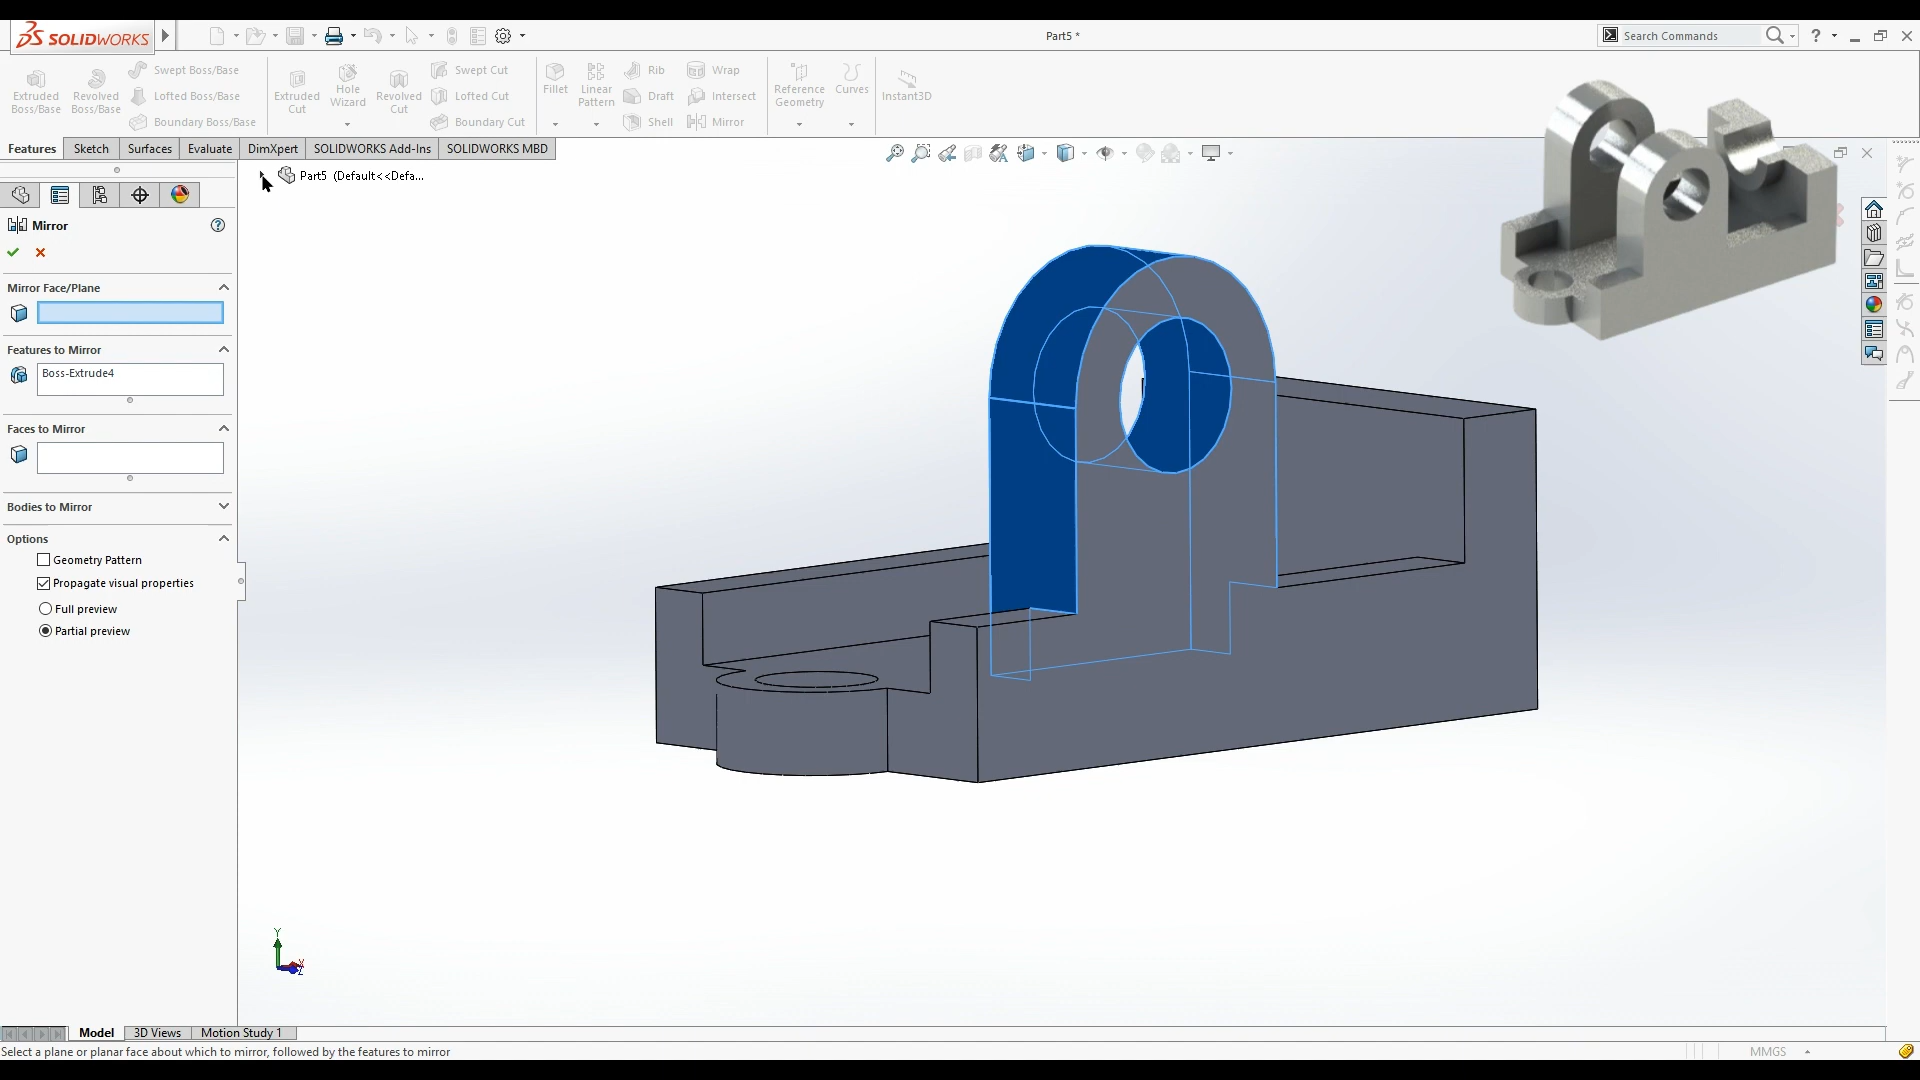 SOLIDWORKS
Part5 *
Search Commands
?
Extruded
Boss/Base
Revolved
Boss/Base
Swept Boss/Base
Lofted Boss/Base
Boundary Boss/Base
Extruded
Cut
Hole
Wizard
Revolved
Cut
Swept Cut
Lofted Cut
Boundary Cut
Fillet
Linear
Pattern
Rib
Draft
Shell
Wrap
Intersect
Mirror
Reference
Geometry
Curves
Instant3D
Features
Sketch
Surfaces
Evaluate
DimXpert
SOLIDWORKS Add-Ins
SOLIDWORKS MBD
Part5 (Default<<Defa...
Mirror
?
Mirror Face/Plane
Features to Mirror
Boss-Extrude4
Faces to Mirror
Bodies to Mirror
Options
Geometry Pattern
Propagate visual properties
Full preview
Partial preview
Y
X
Z
Model
3D Views
Motion Study 1
Select a plane or planar face about which to mirror, followed by the features to mirror
MMGS